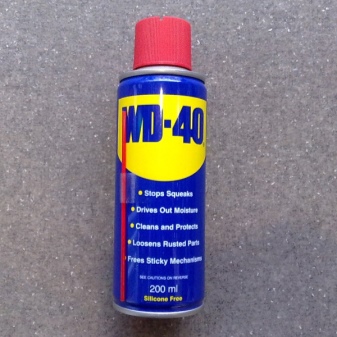 WD-40
• Stops Squeaks
• Drives Out Moisture
• Cleans and Protects
• Loosens Rusted Parts
• Frees Sticky Mechanisms
SEE CAUTIONS ON REVERSE
200 ml
Silicone Free